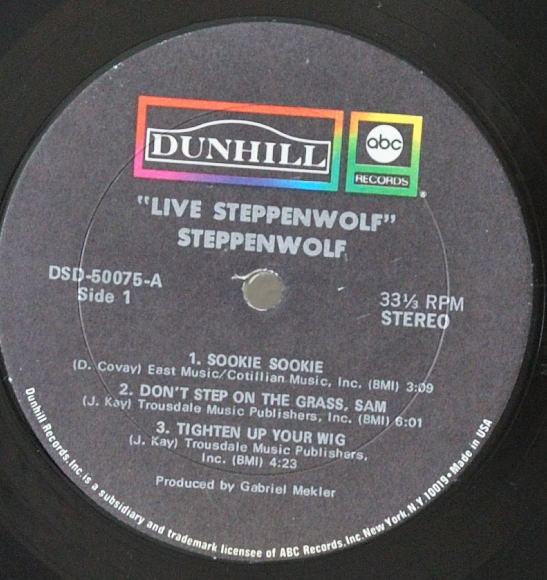 DUNHILL
abc
RECORDS
®
"LIVE STEPPENWOLF"
STEPPENWOLF
DSD-50075-A
Side 1
33⅓ RPM
STEREO
1. SOOKIE SOOKIE
(D. Covay) East Music/Cotillian Music, Inc. (BMI) 3:09
2. DON'T STEP ON THE GRASS, SAM
(J. Kay) Trousdale Music Publishers, Inc. (BMI) 6:01
3. TIGHTEN UP YOUR WIG
(J. Kay) Trousdale Music Publishers,
Inc. (BMI) 4:23
Produced by Gabriel Mekler
Dunhill Records, Inc. is a subsidiary and trademark licensee of ABC Records, Inc. New York, N.Y. 10019 • Made in USA